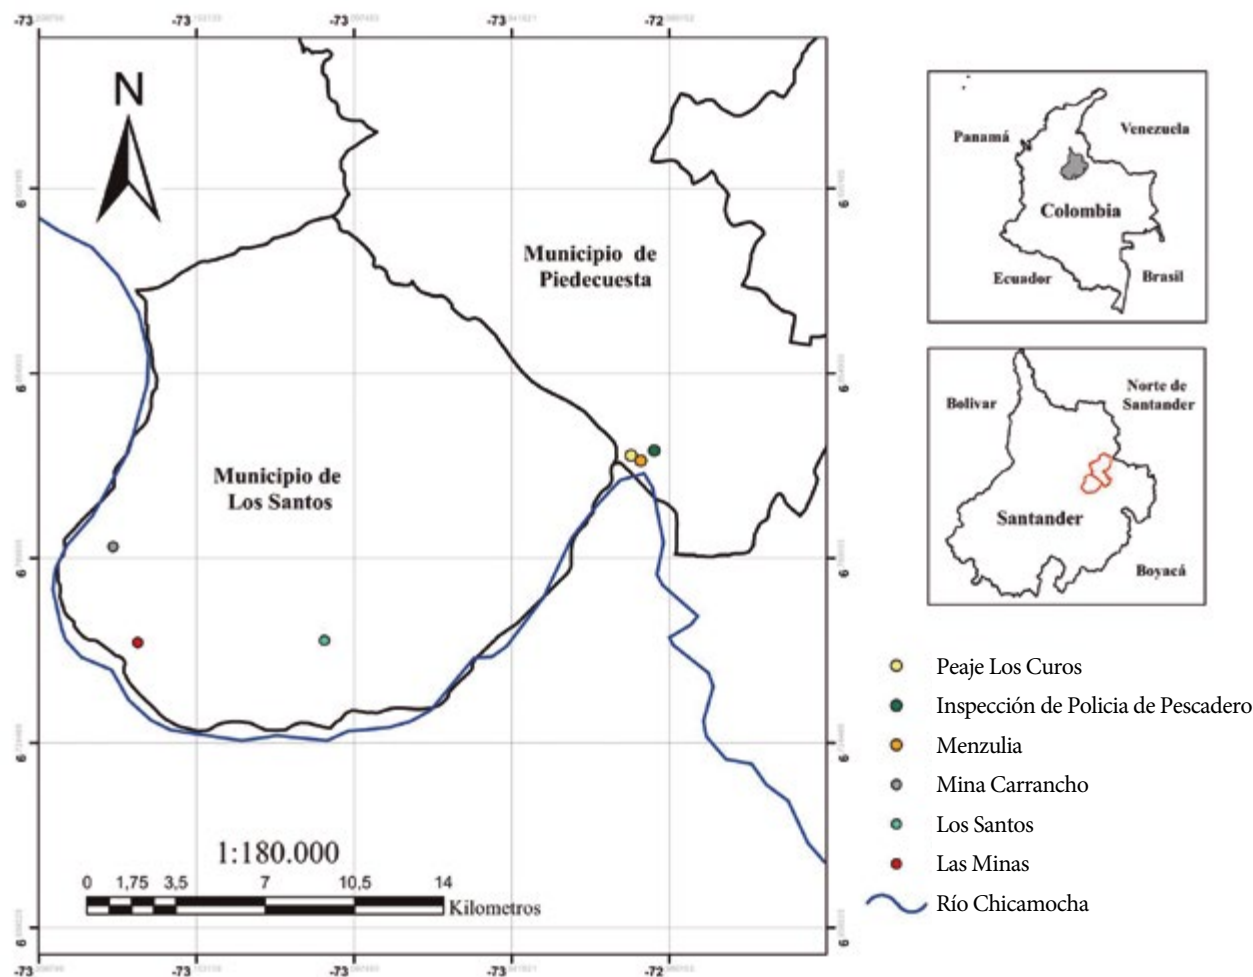 -73
-73
-73
-73
-72
N
6
6
6
6
6
6
6
6
6
6
Municipio de
Piedecuesta
Municipio de
Los Santos
1:180.000
0 1,75 3,5 7 10,5 14
Kilometros
-73
-73
-73
-73
-72
Panamá
Venezuela
Colombia
Ecuador
Brasil
Bolivar
Norte de
Santander
Santander
Boyacá
Peaje Los Curos
Inspección de Policia de Pescadero
Menzulia
Mina Carrancho
Los Santos
Las Minas
Río Chicamocha